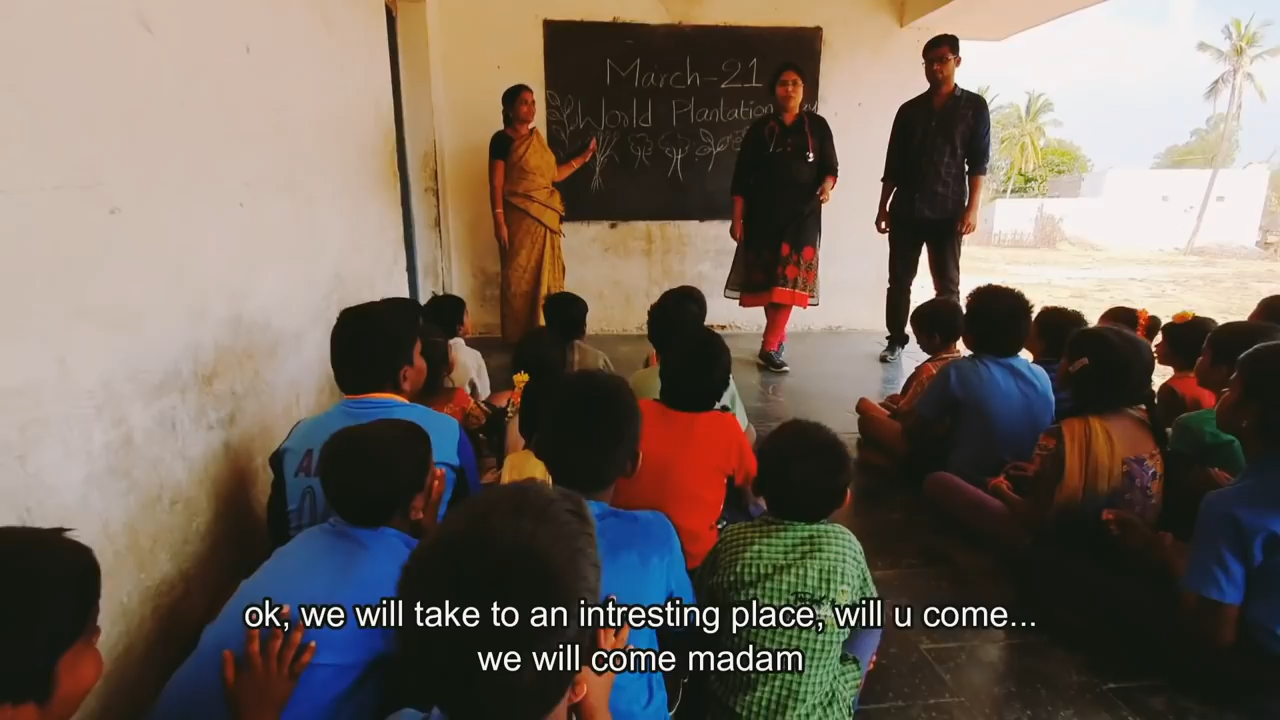 March-21
World Plantation
ok, we will take to an intresting place, will u come...
we will come madam